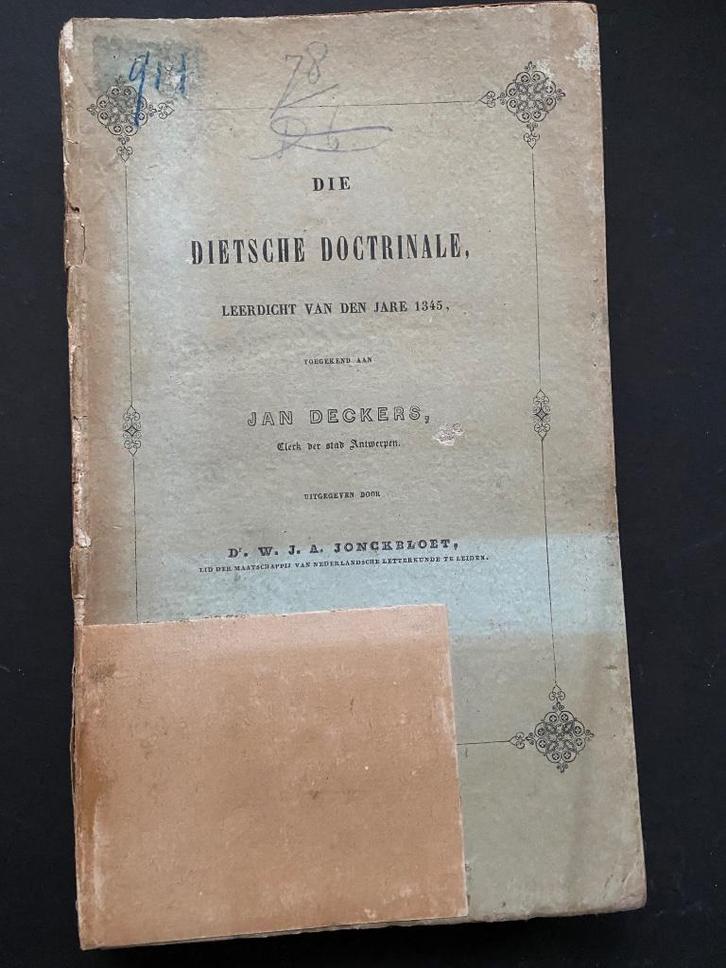 78
DIE
DIETSCHE DOCTRINALE,
LEERDICHT VAN DEN JARE 1345,
TOEGEKEND AAN
JAN DECKERS,
Clerk der stad Antwerpen.
UITGEGEVEN DOOR
Dr. W. J. A. JONCKBLOET,
LID DER MAATSCHAPPIJ VAN NEDERLANDSCHE LETTERKUNDE TE LEIDEN.